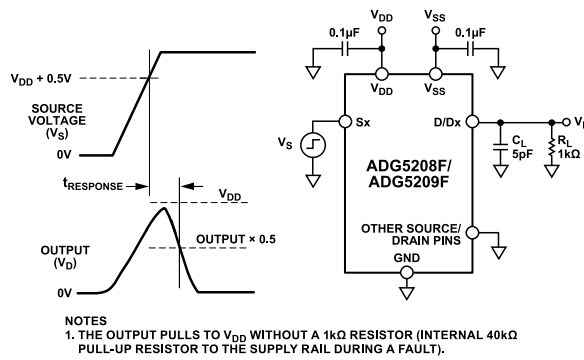 0.1µF
V_DD
V_SS
0.1µF
V_DD + 0.5V
SOURCE
VOLTAGE
(V_S)
0V
V_DD
V_SS
Sx
D/Dx
V_S
C_L
5pF
R_L
1kΩ
ADG5208F/
ADG5209F
t_RESPONSE
V_DD
OUTPUT × 0.5
OUTPUT
(V_D)
0V
OTHER SOURCE/
DRAIN PINS
GND
NOTES
1. THE OUTPUT PULLS TO V_DD WITHOUT A 1kΩ RESISTOR (INTERNAL 40kΩ
PULL-UP RESISTOR TO THE SUPPLY RAIL DURING A FAULT).